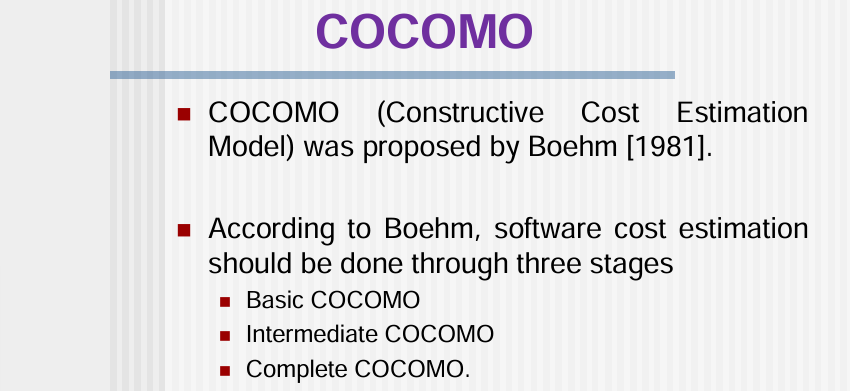 COCOMO
COCOMO (Constructive Cost Estimation
Model) was proposed by Boehm [1981].
According to Boehm, software cost estimation
should be done through three stages
Basic COCOMO
Intermediate COCOMO
Complete COCOMO.